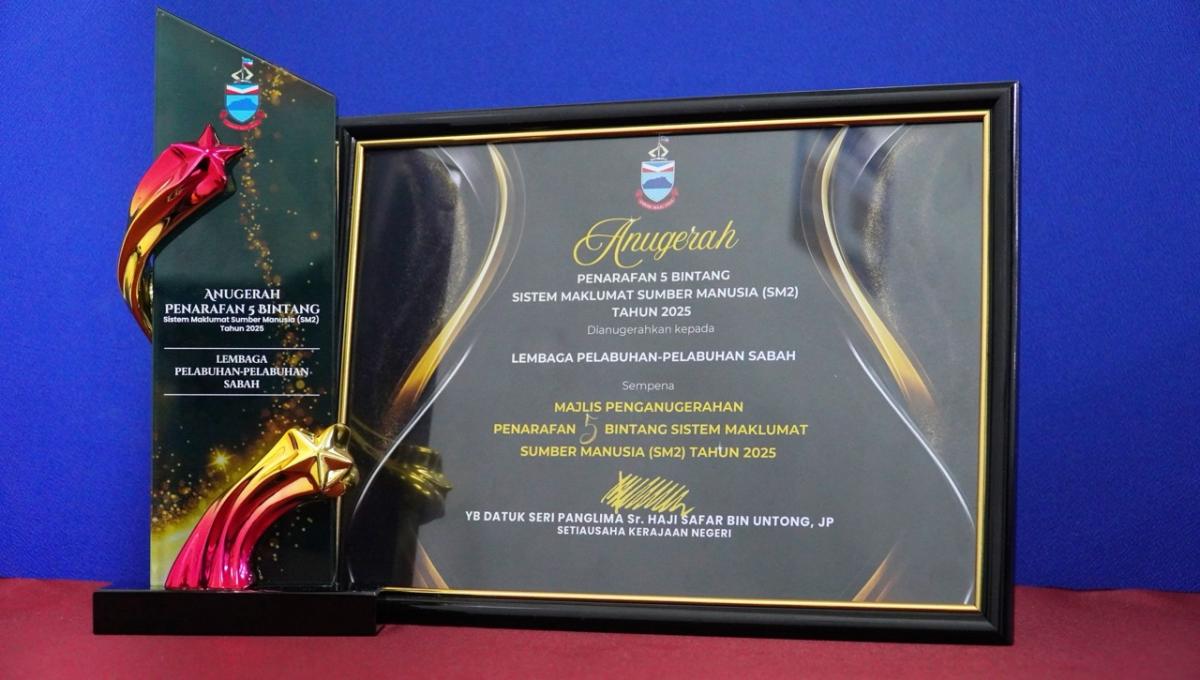 ANUGERAH
PENARAFAN 5 BINTANG
Sistem Maklumat Sumber Manusia (SM2)
Tahun 2025
LEMBAGA
PELABUHAN-PELABUHAN
SABAH
Anugerah
PENARAFAN 5 BINTANG
SISTEM MAKLUMAT SUMBER MANUSIA (SM2)
TAHUN 2025
Dianugerahkan kepada
LEMBAGA PELABUHAN-PELABUHAN SABAH
Sempena
MAJLIS PENGANUGERAHAN
PENARAFAN 5 BINTANG SISTEM MAKLUMAT
SUMBER MANUSIA (SM2) TAHUN 2025
YB DATUK SERI PANGLIMA Sr. HAJI SAFAR BIN UNTONG, JP
SETIAUSAHA KERAJAAN NEGERI